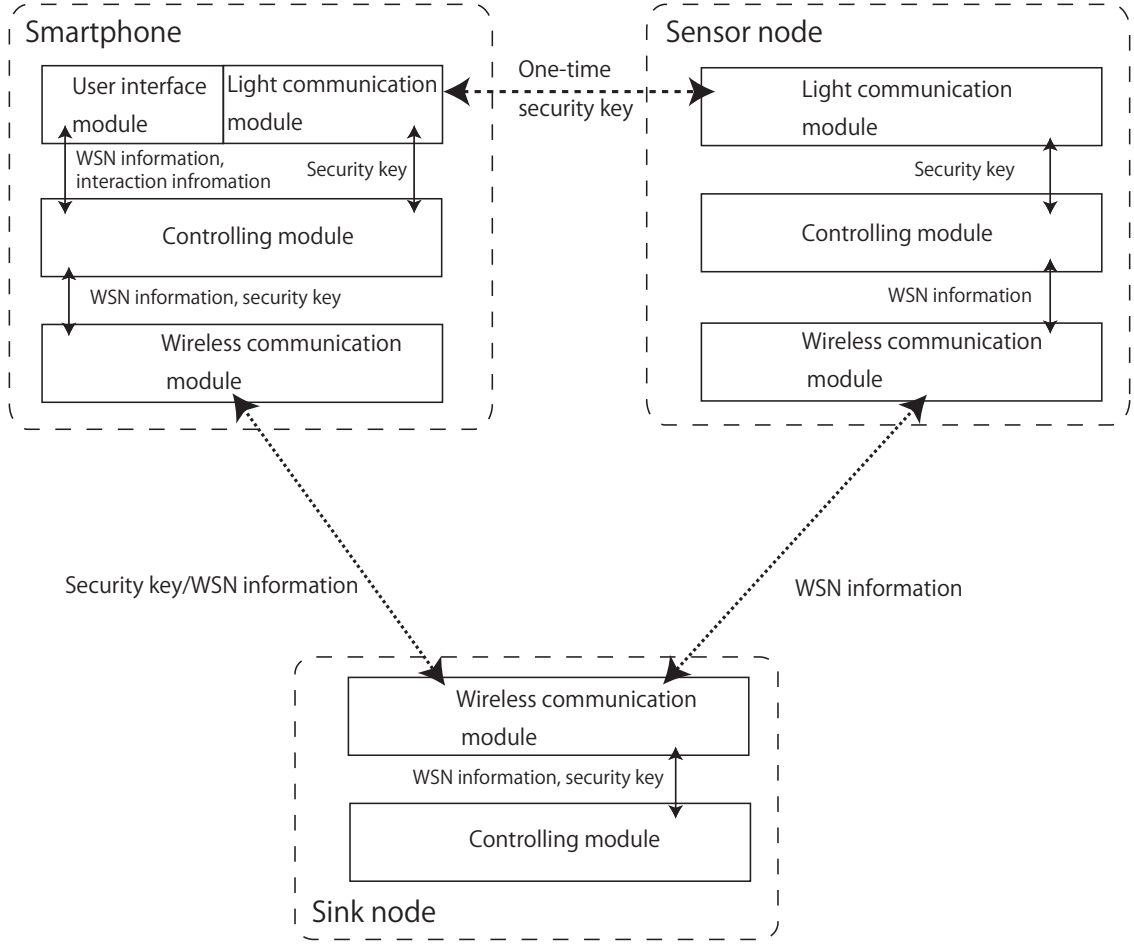 Smartphone
User interface
module
Light communication
module
WSN information,
interaction infromation
Security key
Controlling module
WSN information, security key
Wireless communication
module
One-time
security key
Sensor node
Light communication
module
Security key
Controlling module
WSN information
Wireless communication
module
Security key/WSN information
WSN information
Wireless communication
module
WSN information, security key
Controlling module
Sink node